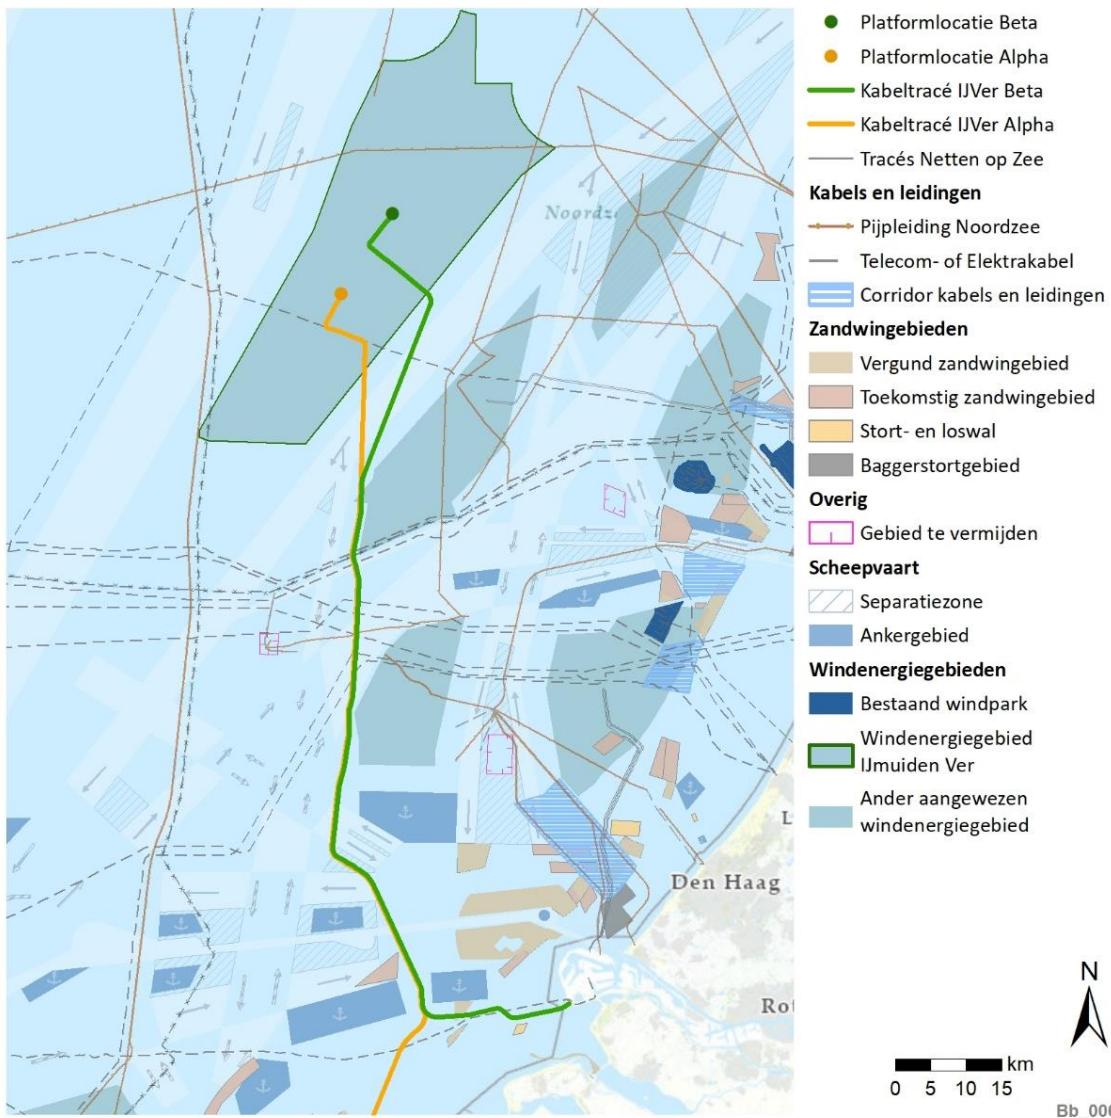 Platformlocatie Beta
Platformlocatie Alpha
Kabeltracé IJVer Beta
Kabeltracé IJVer Alpha
Tracés Netten op Zee
Kabels en leidingen
Pijpleiding Noordzee
Telecom- of Elektrakabel
Corridor kabels en leidingen
Zandwingebieden
Vergund zandwingebied
Toekomstig zandwingebied
Stort- en loswal
Baggerstortgebied
Overig
Gebied te vermijden
Scheepvaart
Separatiezone
Ankergebied
Windenergiegebieden
Bestaand windpark
Windenergiegebied
IJmuiden Ver
Ander aangewezen
windenergiegebied
Noordz
L
Den Haag
Rot
N
km
0 5 10 15